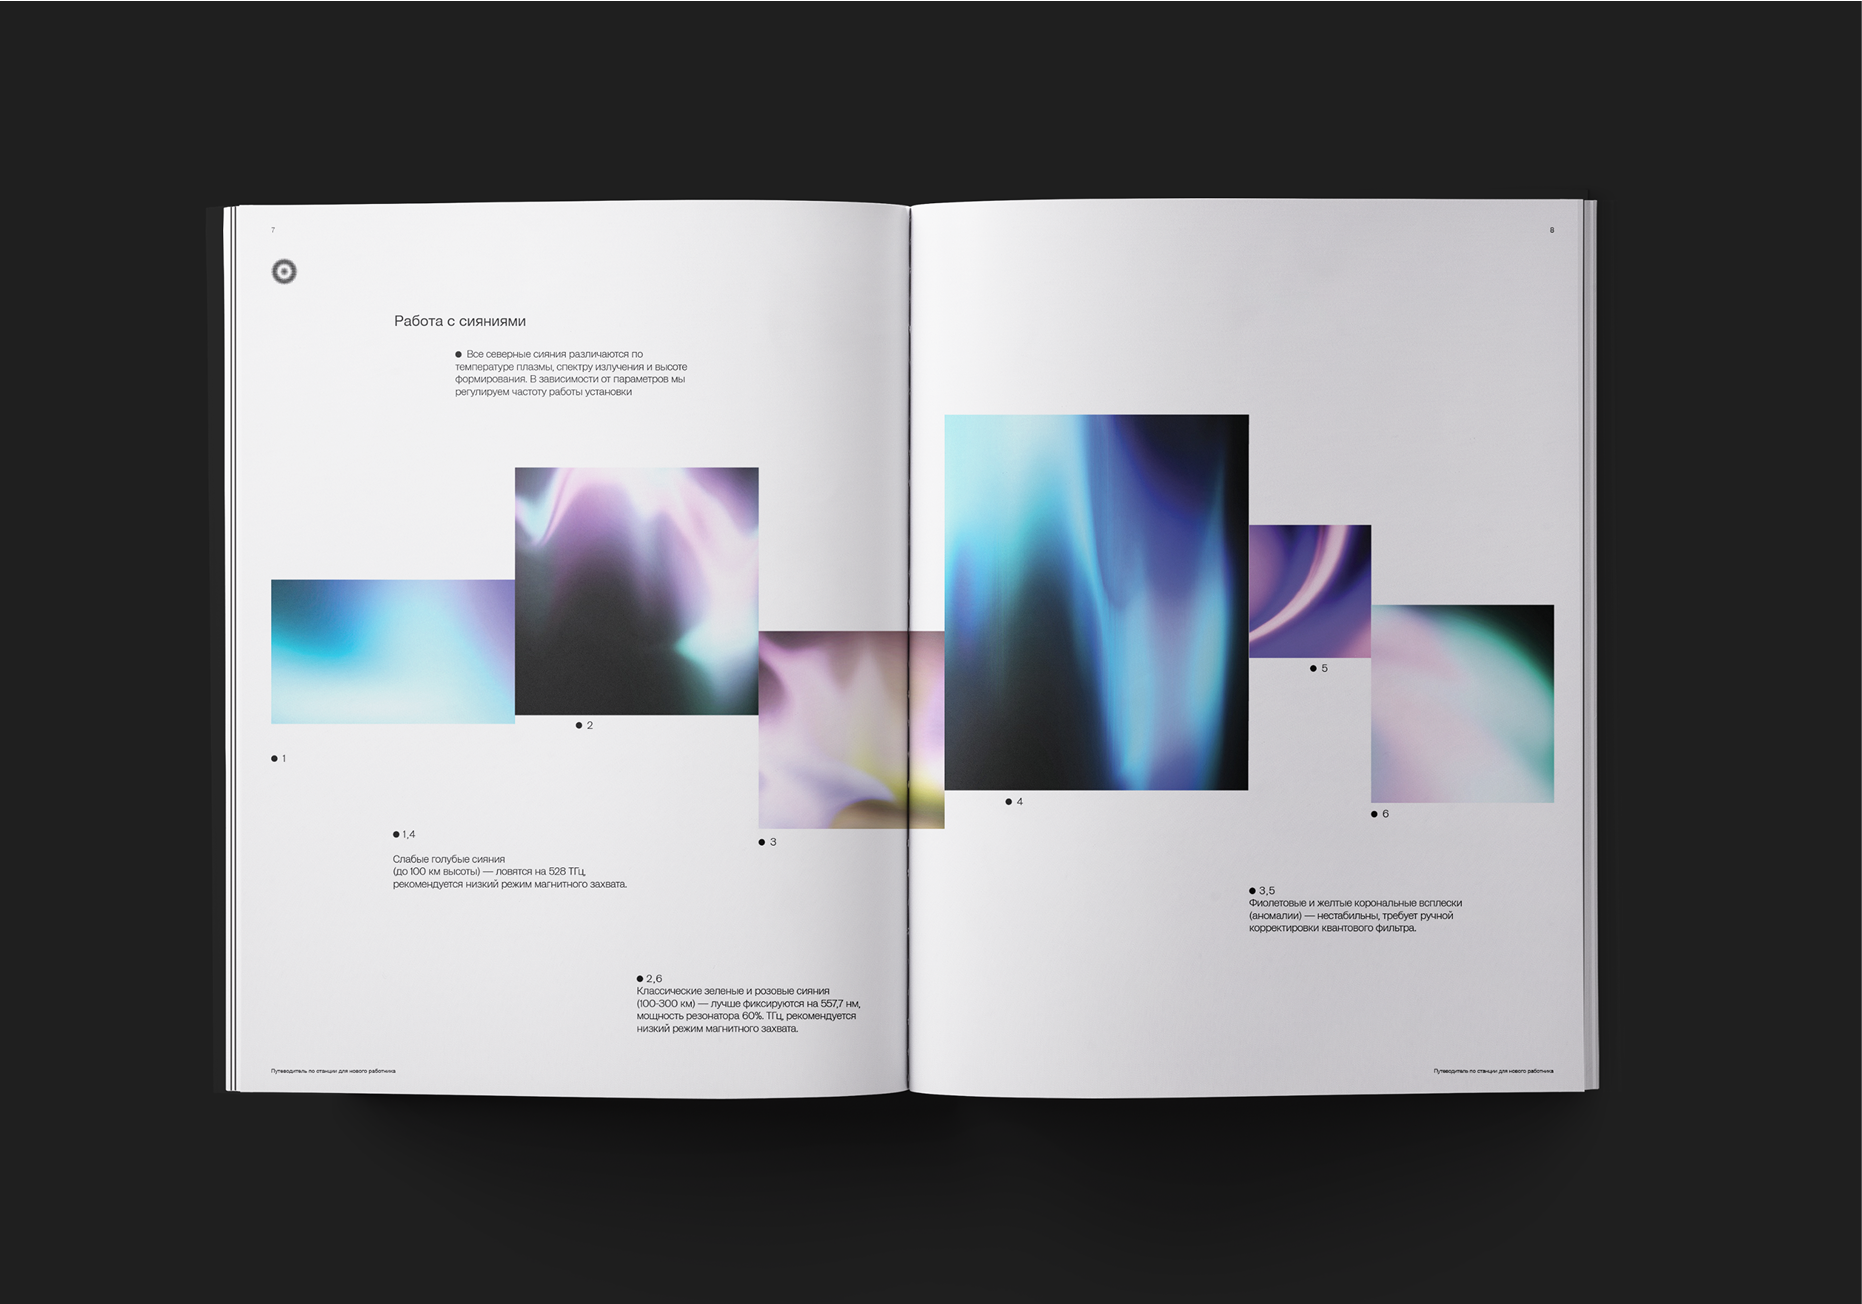 7
8
Работа с сияниями
● Все северные сияния различаются по
температуре плазмы, спектру излучения и высоте
формирования. В зависимости от параметров мы
регулируем частоту работы установки
● 1
● 2
● 3
● 4
● 5
● 6
● 1,4
Слабые голубые сияния
(до 100 км высоты) — ловятся на 528 ТГц,
рекомендуется низкий режим магнитного захвата.
● 2,6
Классические зеленые и розовые сияния
(100-300 км) — лучше фиксируются на 557,7 нм,
мощность резонатора 60%. ТГц, рекомендуется
низкий режим магнитного захвата.
● 3,5
Фиолетовые и желтые корональные всплески
(аномалии) — нестабильны, требует ручной
корректировки квантового фильтра.
Путеводитель по станции для нового работника
Путеводитель по станции для нового работника